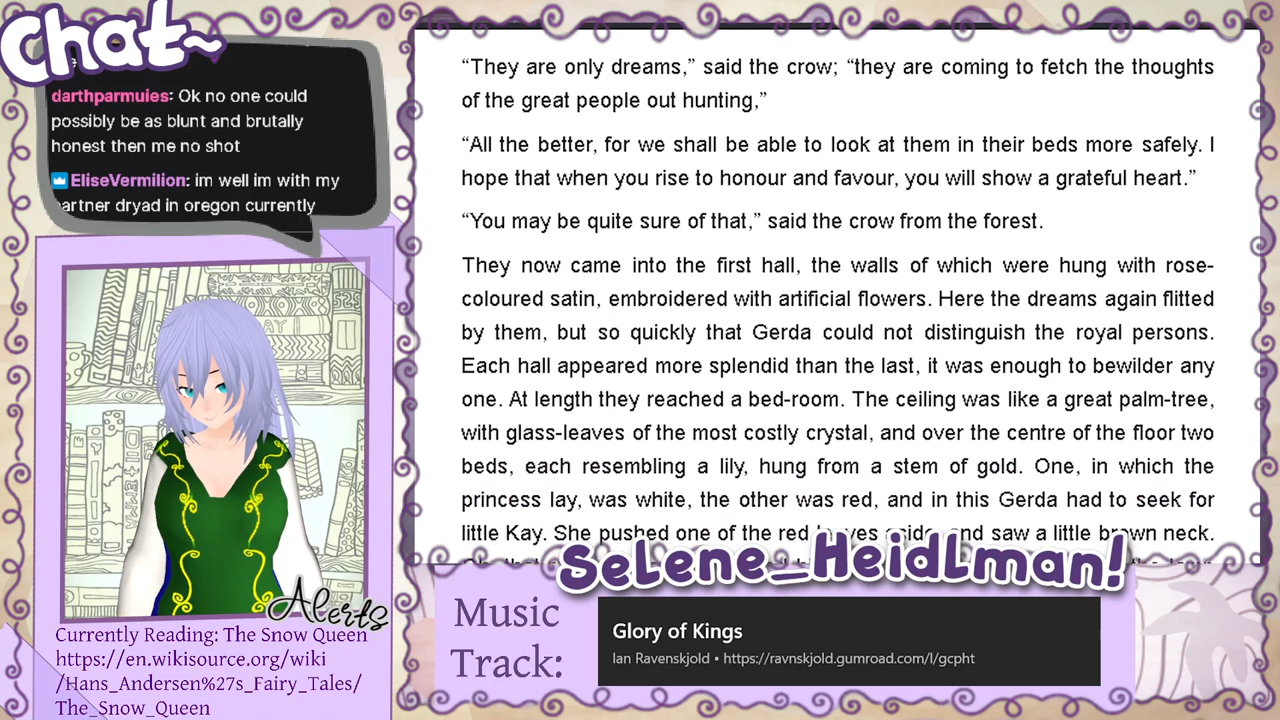 Chat~
darthparmuies: Ok no one could
possibly be as blunt and brutally
honest then me no shot
EliseVermilion: im well im with my
partner dryad in oregon currently
“They are only dreams,” said the crow; “they are coming to fetch the thoughts
of the great people out hunting,”
“All the better, for we shall be able to look at them in their beds more safely. I
hope that when you rise to honour and favour, you will show a grateful heart.”
“You may be quite sure of that,” said the crow from the forest.
They now came into the first hall, the walls of which were hung with rose-
coloured satin, embroidered with artificial flowers. Here the dreams again flitted
by them, but so quickly that Gerda could not distinguish the royal persons.
Each hall appeared more splendid than the last, it was enough to bewilder any
one. At length they reached a bed-room. The ceiling was like a great palm-tree,
with glass-leaves of the most costly crystal, and over the centre of the floor two
beds, each resembling a lily, hung from a stem of gold. One, in which the
princess lay, was white, the other was red, and in this Gerda had to seek for
little Kay. She pushed one of the red leaves aside and saw a little brown neck.
Selene_Heidlman!
Alerts
Currently Reading: The Snow Queen
https://en.wikisource.org/wiki
/Hans_Andersen%27s_Fairy_Tales/
The_Snow_Queen
Music
Track:
Glory of Kings
Ian Ravenskjold • https://ravnskjold.gumroad.com/l/gcpht